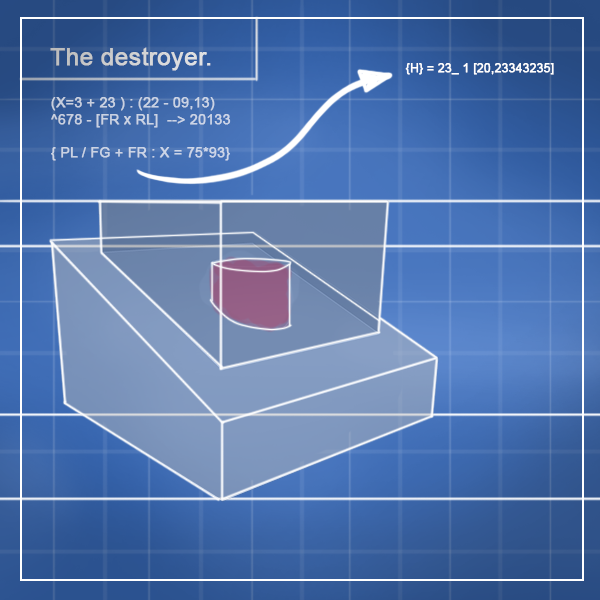 The destroyer.
{H} = 23_ 1 [20,23343235]
(X=3 + 23 ) : (22 - 09,13)
^678 - [FR x RL]  --> 20133
{ PL / FG + FR : X = 75*93}